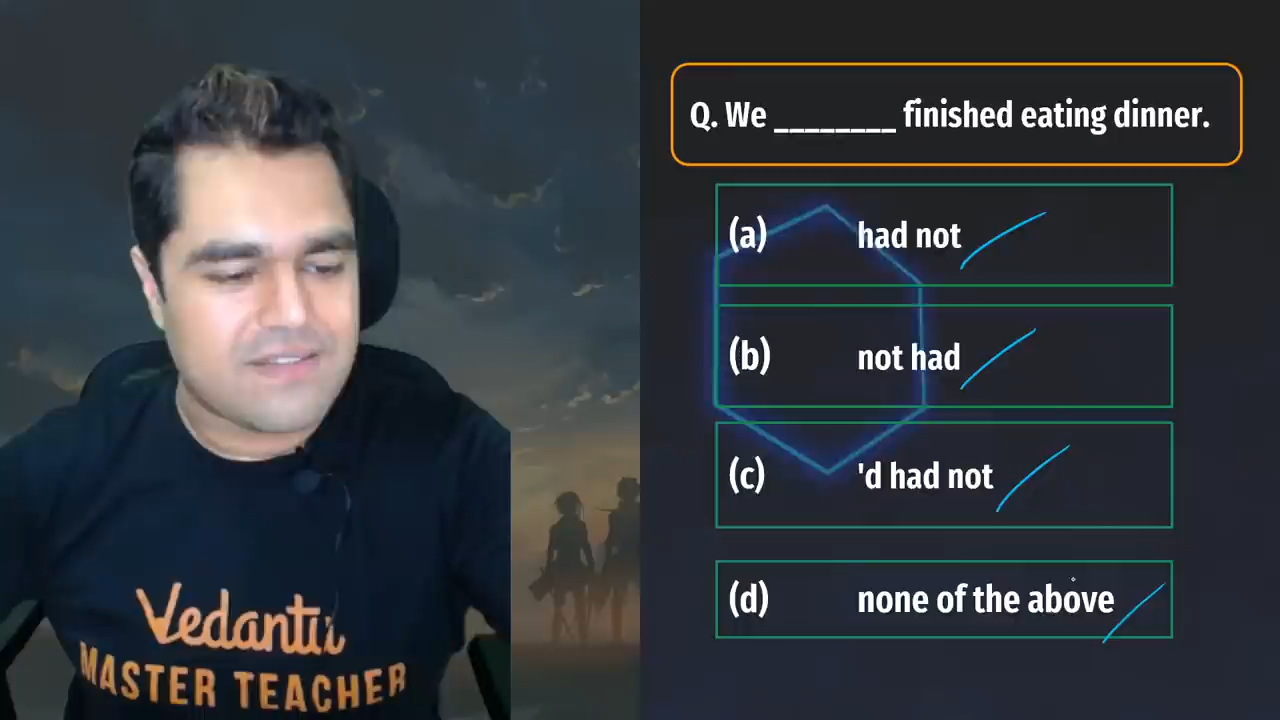 Q. We ________ finished eating dinner.
(a) had not
(b) not had
(c) 'd had not
(d) none of the above
Vedantu
MASTER TEACHER